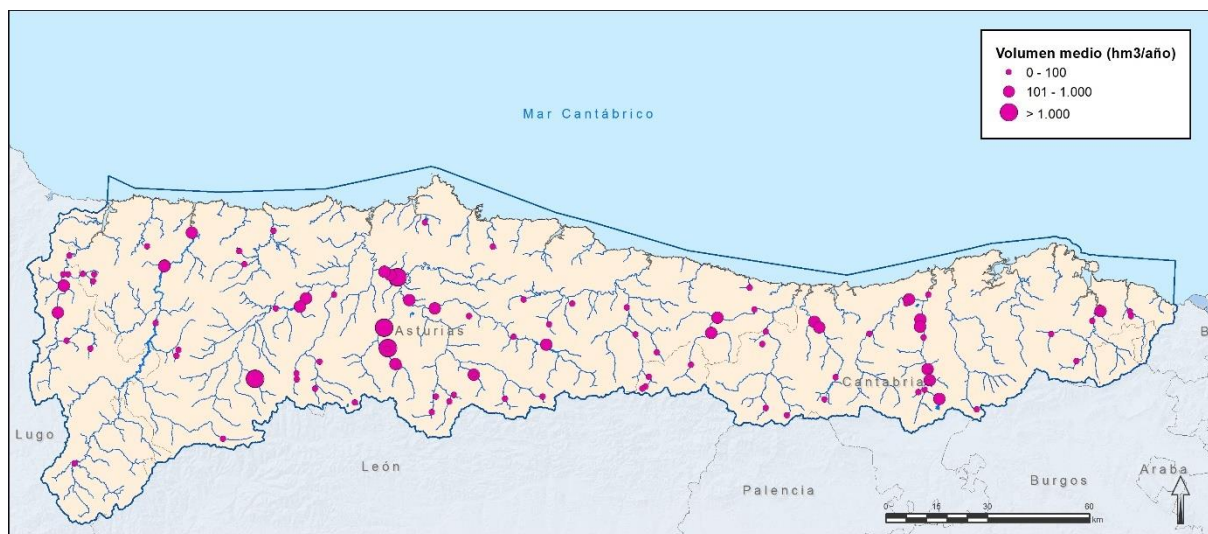 Volumen medio (hm3/año)
0 - 100
101 - 1.000
> 1.000
Mar Cantábrico
Asturias
Cantabria
B
Lugo
León
Palencia
Burgos
Araba
0 15 30 60
km